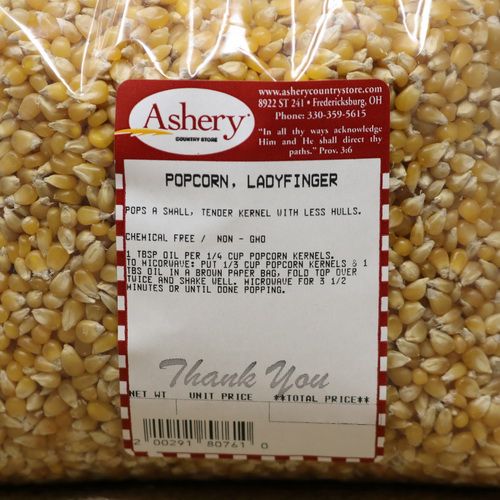 Ashery
COUNTRY STORE
www.asherycountrystore.com
8922 ST 241 • Fredericksburg, OH
Phone: 330-359-5615
"In all thy ways acknowledge
Him and He shall direct thy
paths." Prov. 3:6
POPCORN, LADYFINGER
POPS A SMALL, TENDER KERNEL WITH LESS HULLS.
CHEMICAL FREE / NON - GMO
1 TBSP OIL PER 1/4 CUP POPCORN KERNELS.
TO MICORWAVE: PUT 1/3 CUP POPCORN KERNELS & 1
TBS OIL IN A BROWN PAPER BAG. FOLD TOP OVER
TWICE AND SHAKE WELL. MICROWAVE FOR 3 1/2
MINUTES OR UNTIL DONE POPPING.
Thank You
NET WT UNIT PRICE **TOTAL PRICE**
2 00291 80761 0